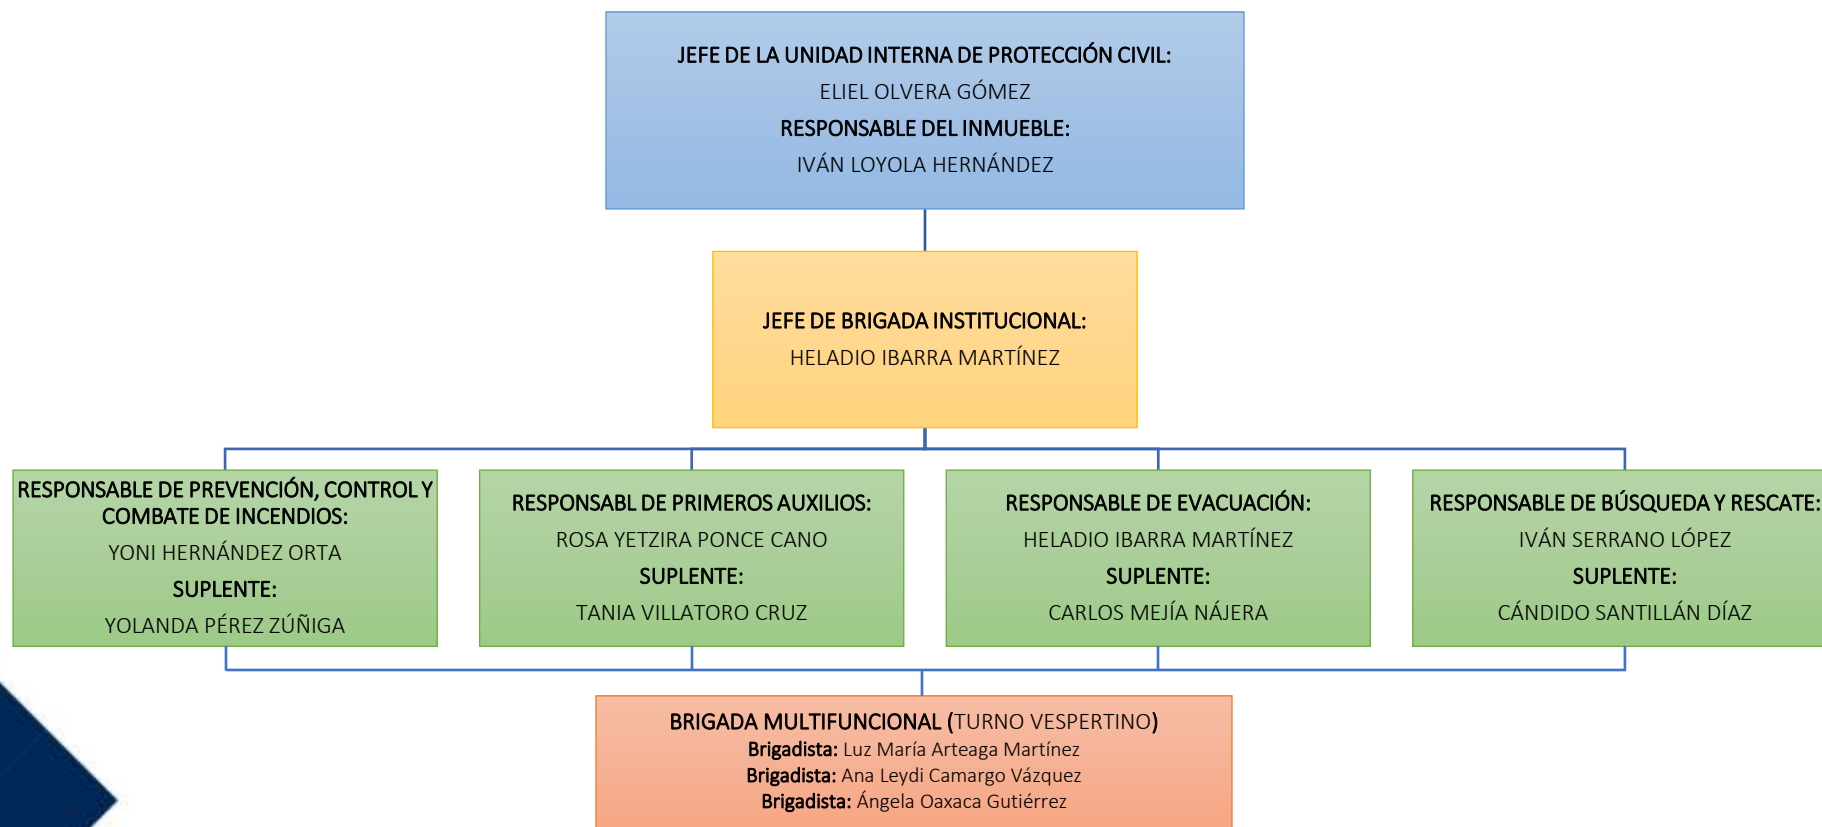 JEFE DE LA UNIDAD INTERNA DE PROTECCIÓN CIVIL:
ELIEL OLVERA GÓMEZ
RESPONSABLE DEL INMUEBLE:
IVÁN LOYOLA HERNÁNDEZ
JEFE DE BRIGADA INSTITUCIONAL:
HELADIO IBARRA MARTÍNEZ
RESPONSABLE DE PREVENCIÓN, CONTROL Y
COMBATE DE INCENDIOS:
YONI HERNÁNDEZ ORTA
SUPLENTE:
YOLANDA PÉREZ ZÚÑIGA
RESPONSABL DE PRIMEROS AUXILIOS:
ROSA YETZIRA PONCE CANO
SUPLENTE:
TANIA VILLATORO CRUZ
RESPONSABLE DE EVACUACIÓN:
HELADIO IBARRA MARTÍNEZ
SUPLENTE:
CARLOS MEJÍA NÁJERA
RESPONSABLE DE BÚSQUEDA Y RESCATE:
IVÁN SERRANO LÓPEZ
SUPLENTE:
CÁNDIDO SANTILLÁN DÍAZ
BRIGADA MULTIFUNCIONAL (TURNO VESPERTINO)
Brigadista: Luz María Arteaga Martínez
Brigadista: Ana Leydi Camargo Vázquez
Brigadista: Ángela Oaxaca Gutiérrez